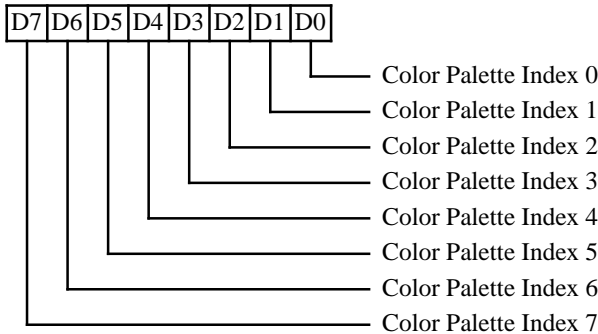 D7 D6 D5 D4 D3 D2 D1 D0
Color Palette Index 0
Color Palette Index 1
Color Palette Index 2
Color Palette Index 3
Color Palette Index 4
Color Palette Index 5
Color Palette Index 6
Color Palette Index 7